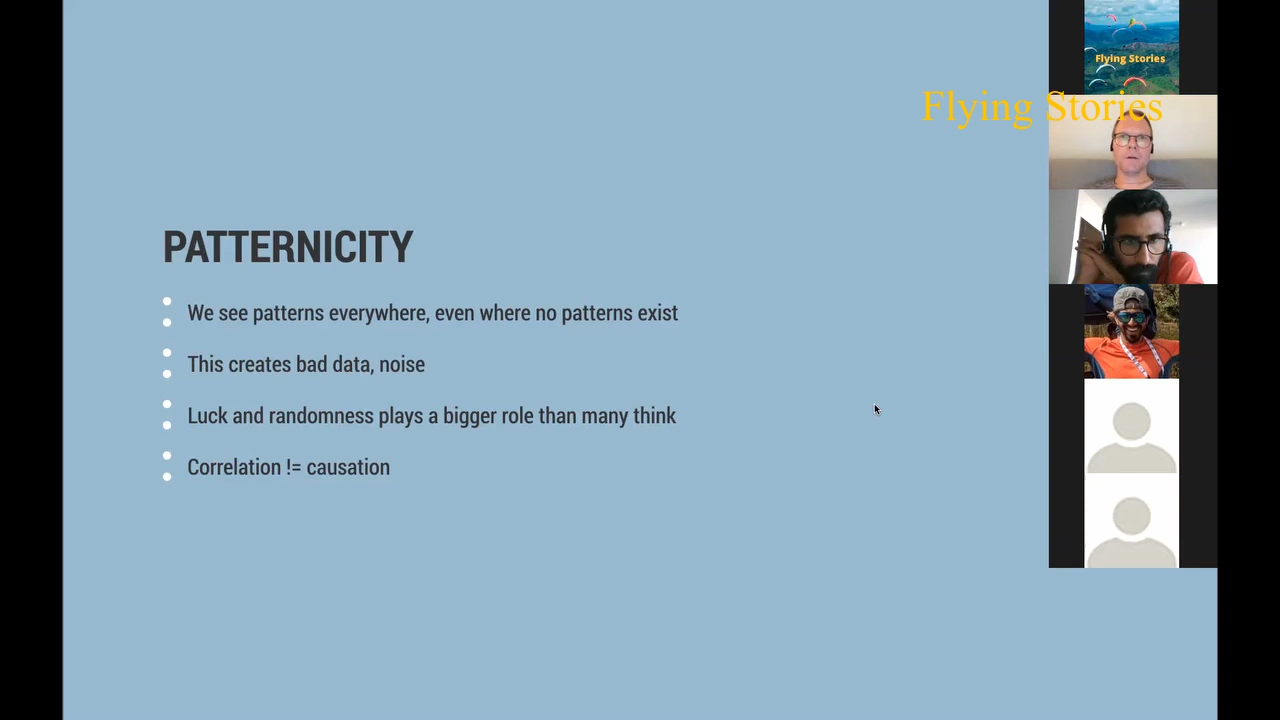 Flying Stories
Flying Stories
PATTERNICITY
We see patterns everywhere, even where no patterns exist
This creates bad data, noise
Luck and randomness plays a bigger role than many think
Correlation != causation